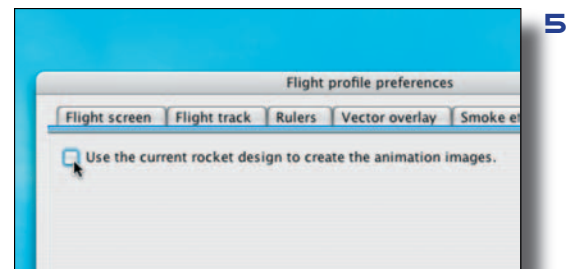 5
Flight profile preferences
Flight screen Flight track Rulers Vector overlay Smoke
Use the current rocket design to create the animation images.